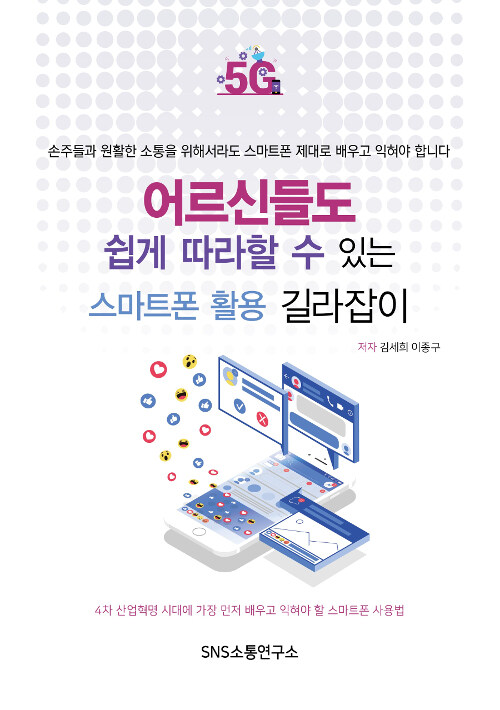 5G
손주들과 원활한 소통을 위해서라도 스마트폰 제대로 배우고 익혀야 합니다
어르신들도
쉽게 따라할 수 있는
스마트폰 활용 길라잡이
저자 김세희 이종구
4차 산업혁명 시대에 가장 먼저 배우고 익혀야 할 스마트폰 사용법
SNS소통연구소